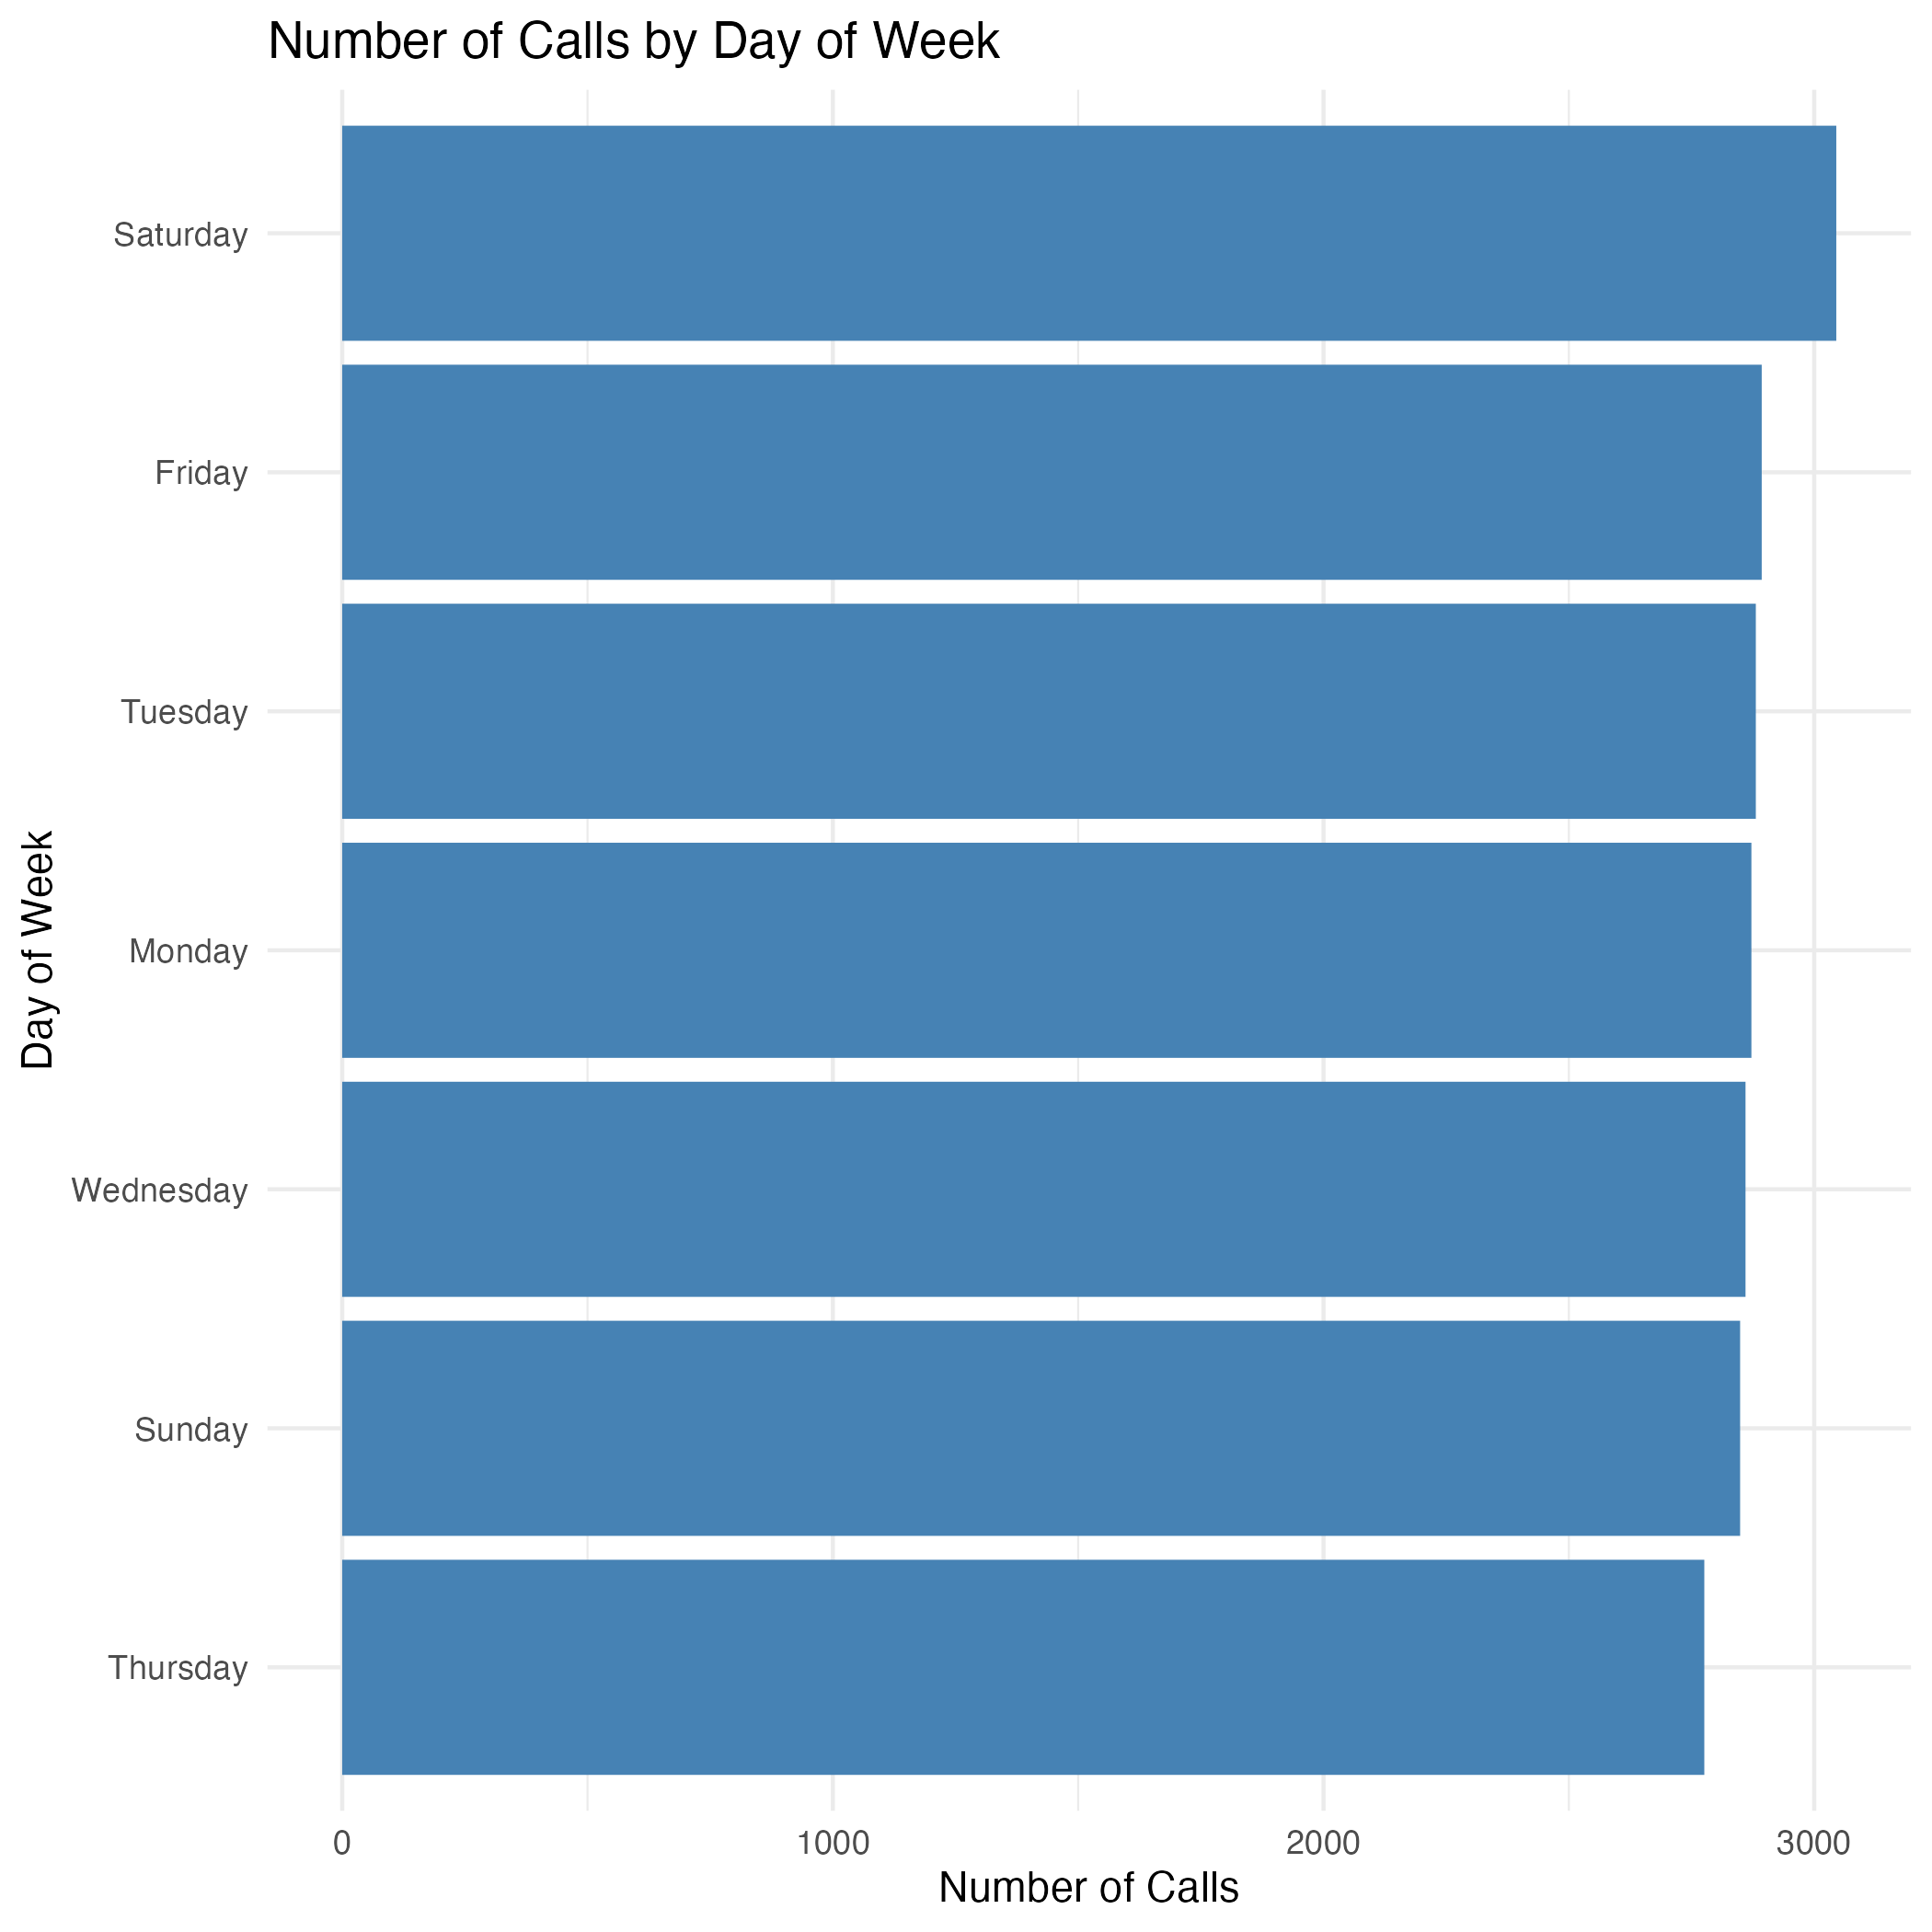 Number of Calls by Day of Week
Day of Week
Saturday
Friday
Tuesday
Monday
Wednesday
Sunday
Thursday
0 1000 2000 3000
Number of Calls